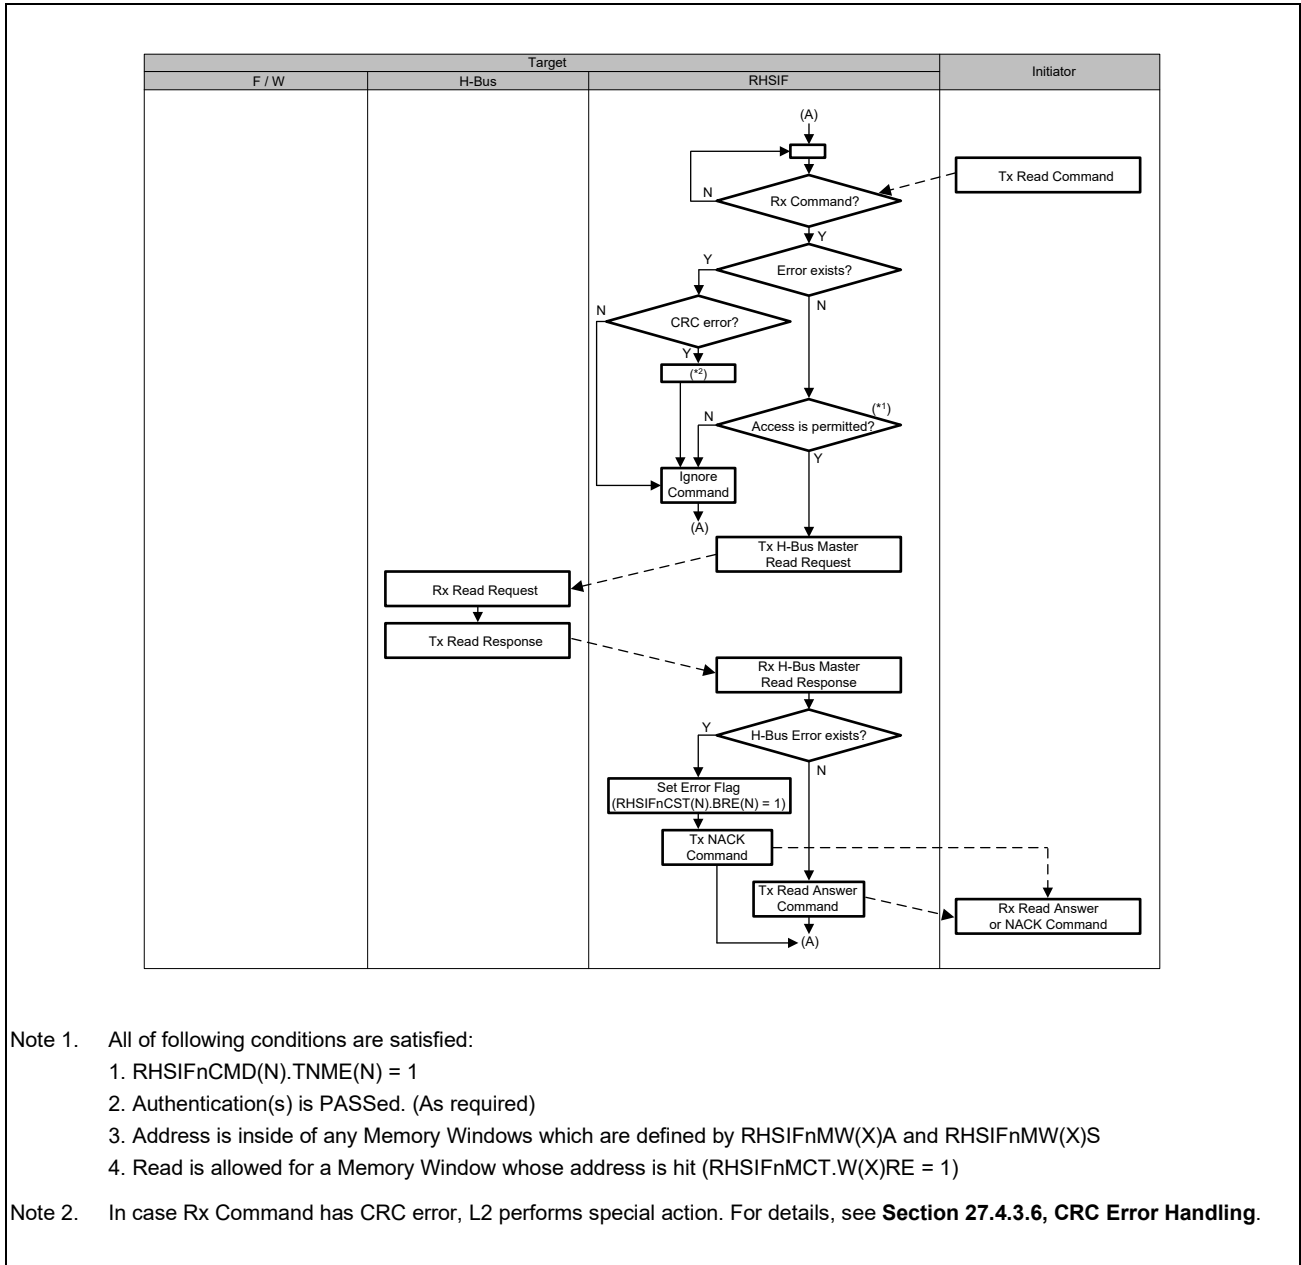 Target
Initiator
F / W
H-Bus
RHSIF
(A)
Tx Read Command
N
Rx Command?
Y
Y
Error exists?
N
N
CRC error?
Y
(*2)
(*1)
N
Access is permitted?
Y
Ignore
Command
(A)
Tx H-Bus Master
Read Request
Rx Read Request
Tx Read Response
Rx H-Bus Master
Read Response
Y
H-Bus Error exists?
N
Set Error Flag
(RHSIFnCST(N).BRE(N) = 1)
Tx NACK
Command
Tx Read Answer
Command
Rx Read Answer
or NACK Command
(A)
Note 1. All of following conditions are satisfied:
1. RHSIFnCMD(N).TNME(N) = 1
2. Authentication(s) is PASSed. (As required)
3. Address is inside of any Memory Windows which are defined by RHSIFnMW(X)A and RHSIFnMW(X)S
4. Read is allowed for a Memory Window whose address is hit (RHSIFnMCT.W(X)RE = 1)
Note 2. In case Rx Command has CRC error, L2 performs special action. For details, see Section 27.4.3.6, CRC Error Handling.